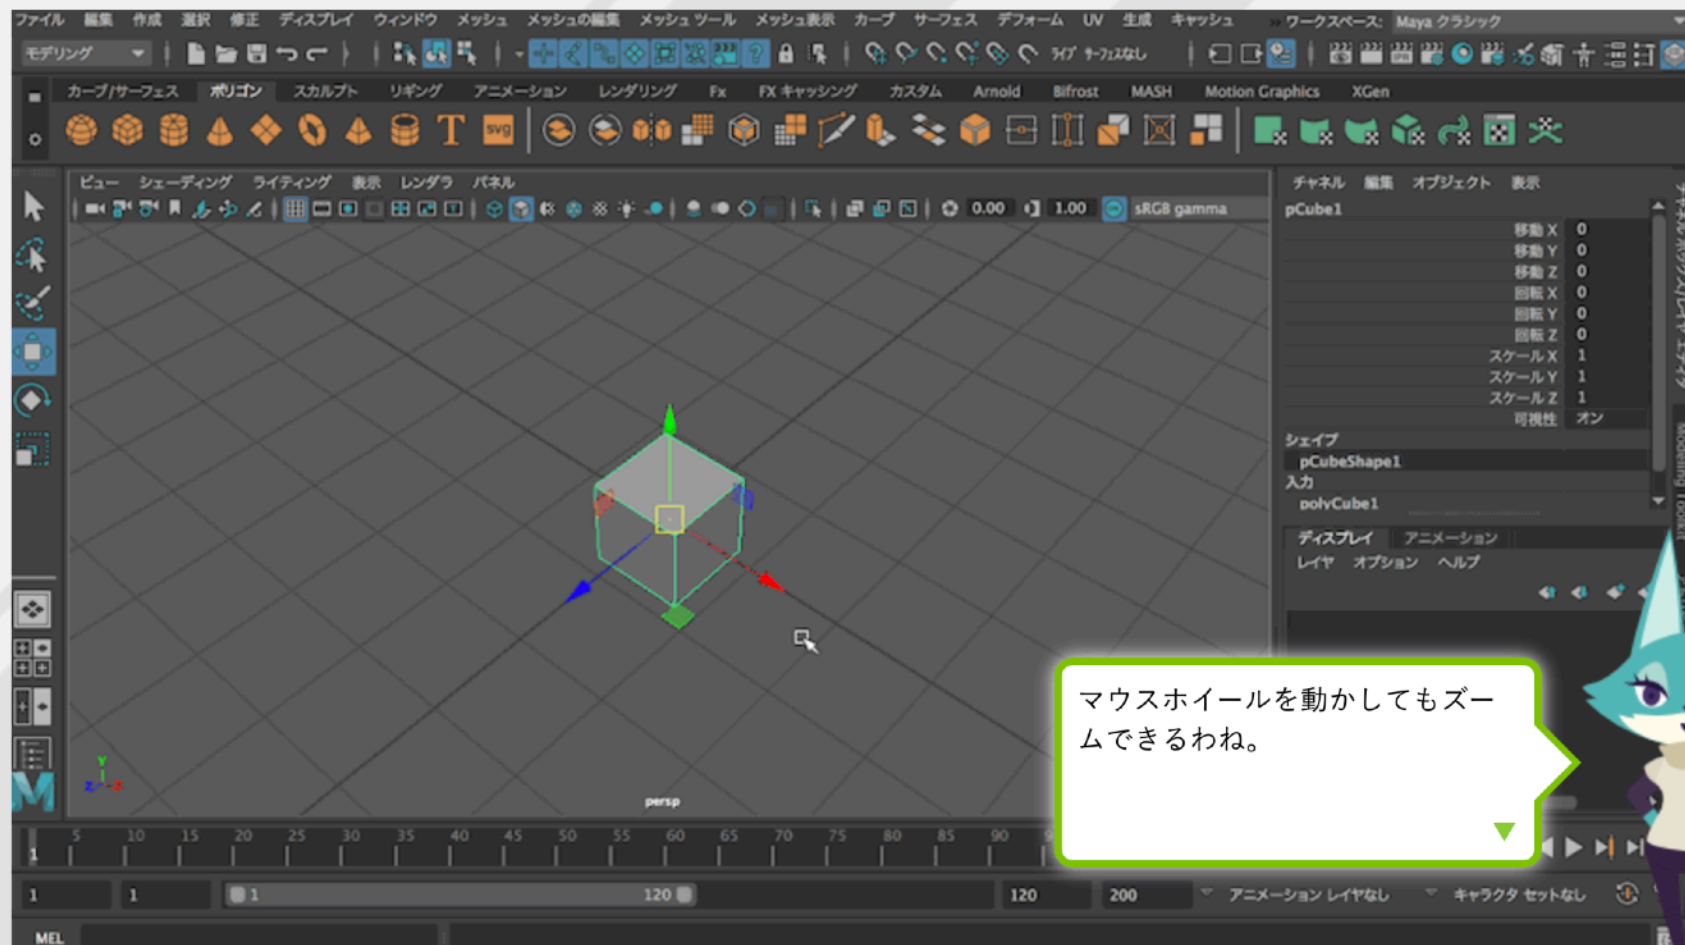 ファイル 編集 作成 選択 修正 ディスプレイ ウィンドウ メッシュ メッシュの編集 メッシュ ツール メッシュ表示 カーブ サーフェス デフォーム UV 生成 キャッシュ ワークスペース: Maya クラシック
モデリング ライブ サーフェスなし
カーブ/サーフェス ポリゴン スカルプト リギング アニメーション レンダリング Fx FX キャッシング カスタム Arnold Bifrost MASH Motion Graphics XGen
T svg
ビュー シェーディング ライティング 表示 レンダラ パネル
0.00 1.00 sRGB gamma
チャネル 編集 オブジェクト 表示
pCube1
移動 X 0
移動 Y 0
移動 Z 0
回転 X 0
回転 Y 0
回転 Z 0
スケール X 1
スケール Y 1
スケール Z 1
可視性 オン
シェイプ
pCubeShape1
入力
polyCube1
ディスプレイ アニメーション
レイヤ オプション ヘルプ
Modeling Toolkit
マウスホイールを動かしてもズー
ムできるわね。
Y
Z X
persp
5 10 15 20 25 30 35 40 45 50 55 60 65 70 75 80 85 90
1
1 1 1 120 120 200 アニメーション レイヤなし キャラクタ セットなし
MEL